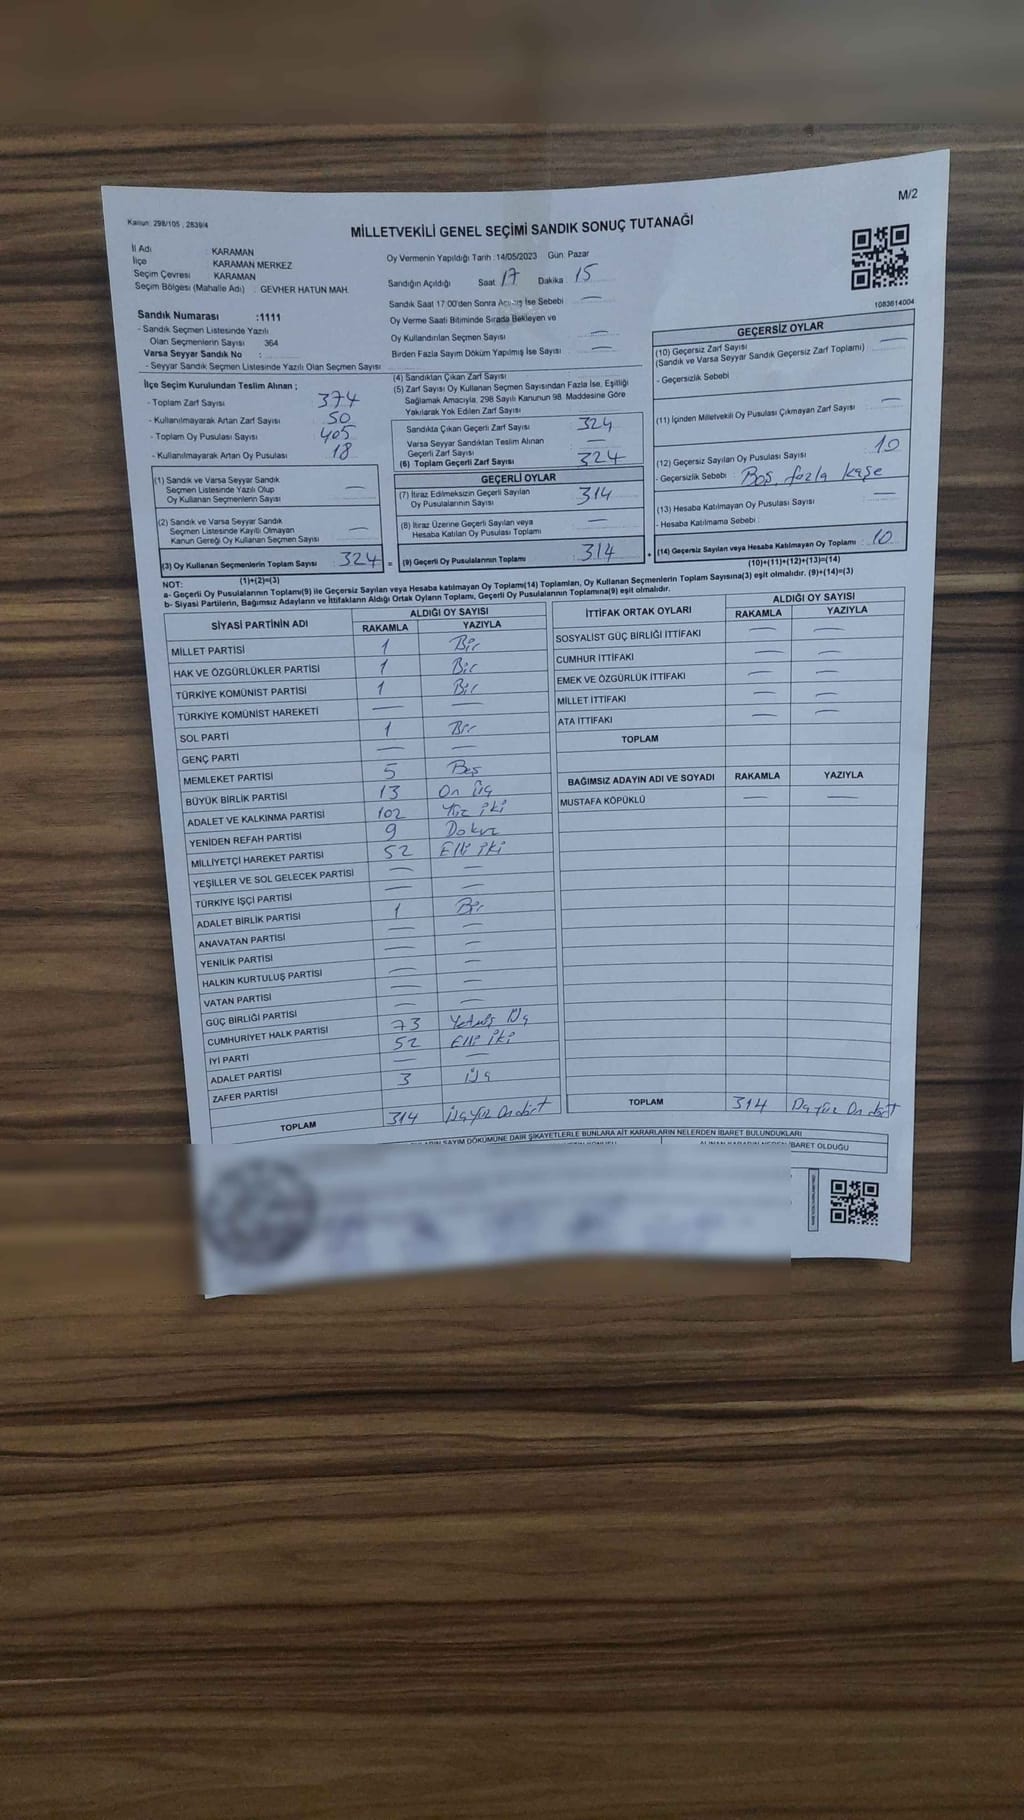 M/2
Kanun: 298/105 , 2839/4
MİLLETVEKİLİ GENEL SEÇİMİ SANDIK SONUÇ TUTANAĞI
İl Adı : KARAMAN
İlçe KARAMAN MERKEZ
Seçim Çevresi KARAMAN
Seçim Bölgesi (Mahalle Adı) : GEVHER HATUN MAH.
Oy Vermenin Yapıldığı Tarih : 14/05/2023 Gün Pazar
Sandığın Açıldığı Saat 17 Dakika 15
Sandık Saat 17:00'den Sonra Açılmış İse Sebebi —
Oy Verme Saati Bitiminde Sırada Bekleyen ve
Oy Kullandırılan Seçmen Sayısı —
Birden Fazla Sayım Döküm Yapılmış İse Sayısı —
Sandık Numarası :1111
- Sandık Seçmen Listesinde Yazılı
Olan Seçmenlerin Sayısı 364
Varsa Seyyar Sandık No :
- Seyyar Sandık Seçmen Listesinde Yazılı Olan Seçmen Sayısı
İlçe Seçim Kurulundan Teslim Alınan ;
- Toplam Zarf Sayısı 374
- Kullanılmayarak Artan Zarf Sayısı 50
- Toplam Oy Pusulası Sayısı 405
- Kullanılmayarak Artan Oy Pusulası 18
(1) Sandık ve Varsa Seyyar Sandık
Seçmen Listesinde Yazılı Olup
Oy Kullanan Seçmenlerin Sayısı —
(2) Sandık ve Varsa Seyyar Sandık
Seçmen Listesinde Kayıtlı Olmayan
Kanun Gereği Oy Kullanan Seçmen Sayısı —
(3) Oy Kullanan Seçmenlerin Toplam Sayısı 324
(1)+(2)=(3)
(4) Sandıktan Çıkan Zarf Sayısı
(5) Zarf Sayısı Oy Kullanan Seçmen Sayısından Fazla İse, Eşitliği
Sağlamak Amacıyla, 298 Sayılı Kanunun 98. Maddesine Göre
Yakılarak Yok Edilen Zarf Sayısı
Sandıkta Çıkan Geçerli Zarf Sayısı 324
Varsa Seyyar Sandıktan Teslim Alınan
Geçerli Zarf Sayısı —
(6) Toplam Geçerli Zarf Sayısı 324
GEÇERLİ OYLAR
(7) İtiraz Edilmeksizin Geçerli Sayılan
Oy Pusulalarının Sayısı 314
(8) İtiraz Üzerine Geçerli Sayılan veya
Hesaba Katılan Oy Pusulası Toplamı —
= (9) Geçerli Oy Pusulalarının Toplamı 314
1083614004
GEÇERSİZ OYLAR
(10) Geçersiz Zarf Sayısı —
(Sandık ve Varsa Seyyar Sandık Geçersiz Zarf Toplamı)
- Geçersizlik Sebebi
(11) İçinden Milletvekili Oy Pusulası Çıkmayan Zarf Sayısı —
(12) Geçersiz Sayılan Oy Pusulası Sayısı 10
- Geçersizlik Sebebi : Boş, fazla kaşe
(13) Hesaba Katılmayan Oy Pusulası Sayısı —
- Hesaba Katılmama Sebebi :
+ (14) Geçersiz Sayılan veya Hesaba Katılmayan Oy Toplamı : 10
(10)+(11)+(12)+(13)=(14)
NOT:
a- Geçerli Oy Pusulalarının Toplamı(9) ile Geçersiz Sayılan veya Hesaba katılmayan Oy Toplamı(14) Toplamları, Oy Kullanan Seçmenlerin Toplam Sayısına(3) eşit olmalıdır. (9)+(14)=(3)
b- Siyasi Partilerin, Bağımsız Adayların ve İttifakların Aldığı Ortak Oyların Toplamı, Geçerli Oy Pusulalarının Toplamına(9) eşit olmalıdır.
SİYASİ PARTİNİN ADI ALDIĞI OY SAYISI
RAKAMLA YAZIYLA
MİLLET PARTİSİ 1 Bir
HAK VE ÖZGÜRLÜKLER PARTİSİ 1 Bir
TÜRKİYE KOMÜNİST PARTİSİ 1 Bir
TÜRKİYE KOMÜNİST HAREKETİ — —
SOL PARTİ 1 Bir
GENÇ PARTİ — —
MEMLEKET PARTİSİ 5 Beş
BÜYÜK BİRLİK PARTİSİ 13 On Üç
ADALET VE KALKINMA PARTİSİ 102 Yüz iki
YENİDEN REFAH PARTİSİ 9 Dokuz
MİLLİYETÇİ HAREKET PARTİSİ 52 Elli iki
YEŞİLLER VE SOL GELECEK PARTİSİ — —
TÜRKİYE İŞÇİ PARTİSİ — —
ADALET BİRLİK PARTİSİ 1 Bir
ANAVATAN PARTİSİ — —
YENİLİK PARTİSİ — —
HALKIN KURTULUŞ PARTİSİ — —
VATAN PARTİSİ — —
GÜÇ BİRLİĞİ PARTİSİ — —
CUMHURİYET HALK PARTİSİ 73 Yetmiş Üç
İYİ PARTİ 52 Elli iki
ADALET PARTİSİ — —
ZAFER PARTİSİ 3 Üç
TOPLAM 314 Üçyüz Ondört
İTTİFAK ORTAK OYLARI ALDIĞI OY SAYISI
RAKAMLA YAZIYLA
SOSYALİST GÜÇ BİRLİĞİ İTTİFAKI — —
CUMHUR İTTİFAKI — —
EMEK VE ÖZGÜRLÜK İTTİFAKI — —
MİLLET İTTİFAKI — —
ATA İTTİFAKI — —
TOPLAM
BAĞIMSIZ ADAYIN ADI VE SOYADI RAKAMLA YAZIYLA
MUSTAFA KÖPÜKLÜ — —
TOPLAM 314 Üçyüz Ondört
SAYIM DÖKÜMÜNE DAİR ŞİKAYETLERLE BUNLARA AİT KARARLARIN NELERDEN İBARET BULUNDUKLARI
İBARET OLDUĞU